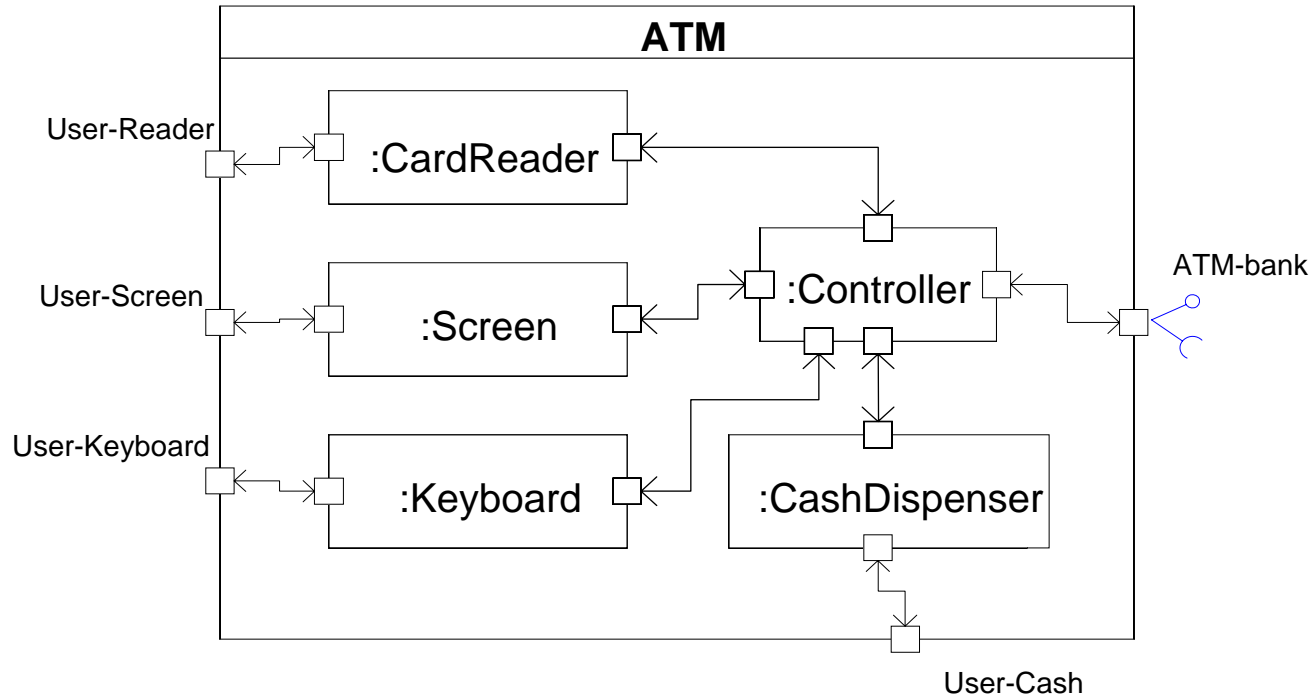 ATM
User-Reader
:CardReader
User-Screen
:Screen
:Controller
ATM-bank
User-Keyboard
:Keyboard
:CashDispenser
User-Cash